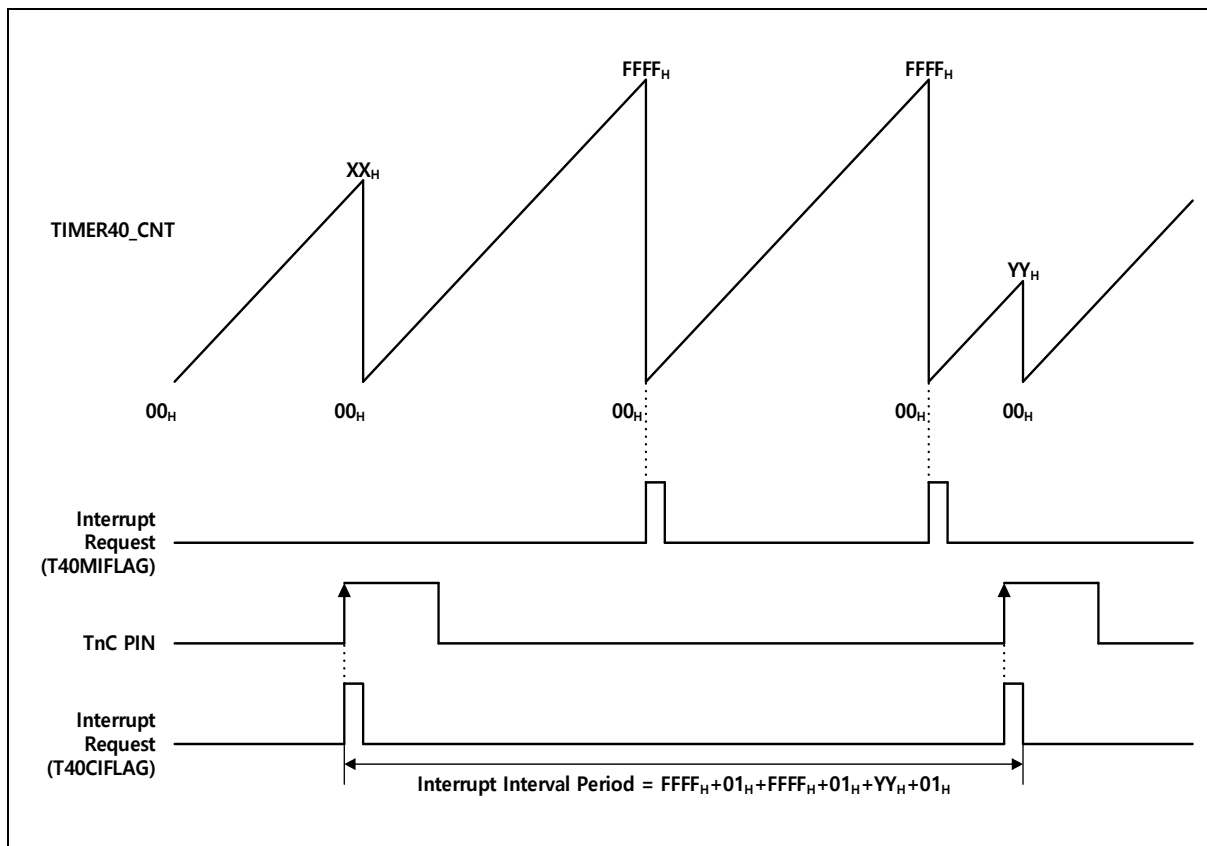 FFFFH FFFFH
XXH
TIMER40_CNT
YYH
00H 00H 00H 00H 00H
Interrupt
Request
(T40MIFLAG)
TnC PIN
Interrupt
Request
(T40CIFLAG)
Interrupt Interval Period = FFFFH+01H+FFFFH+01H+YYH+01H